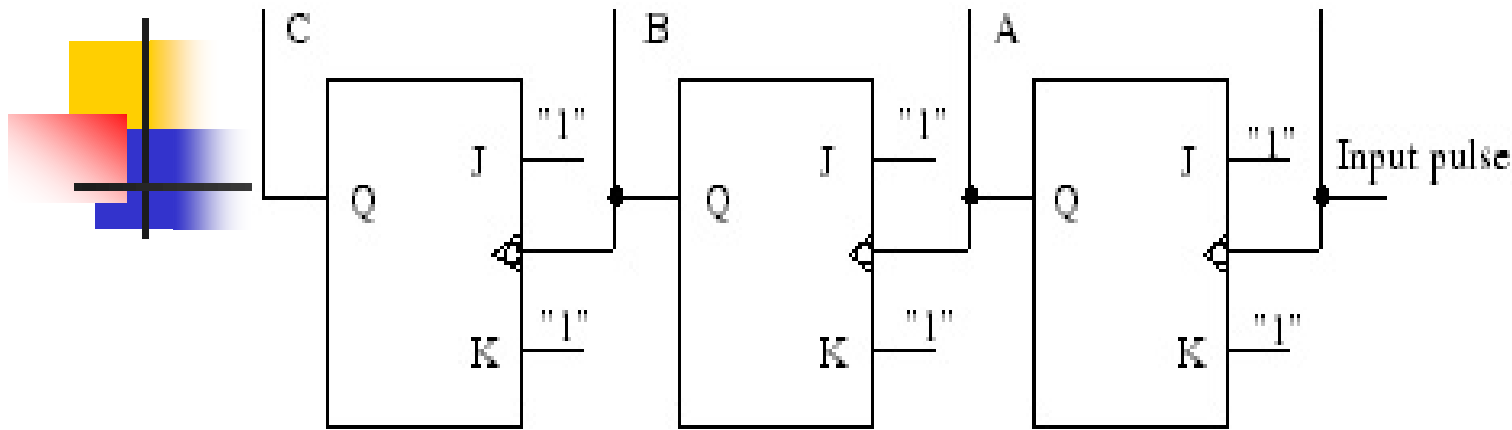 C B A
"1" "1" "1"
J J J Input pulse
Q Q Q
"1" "1" "1"
K K K